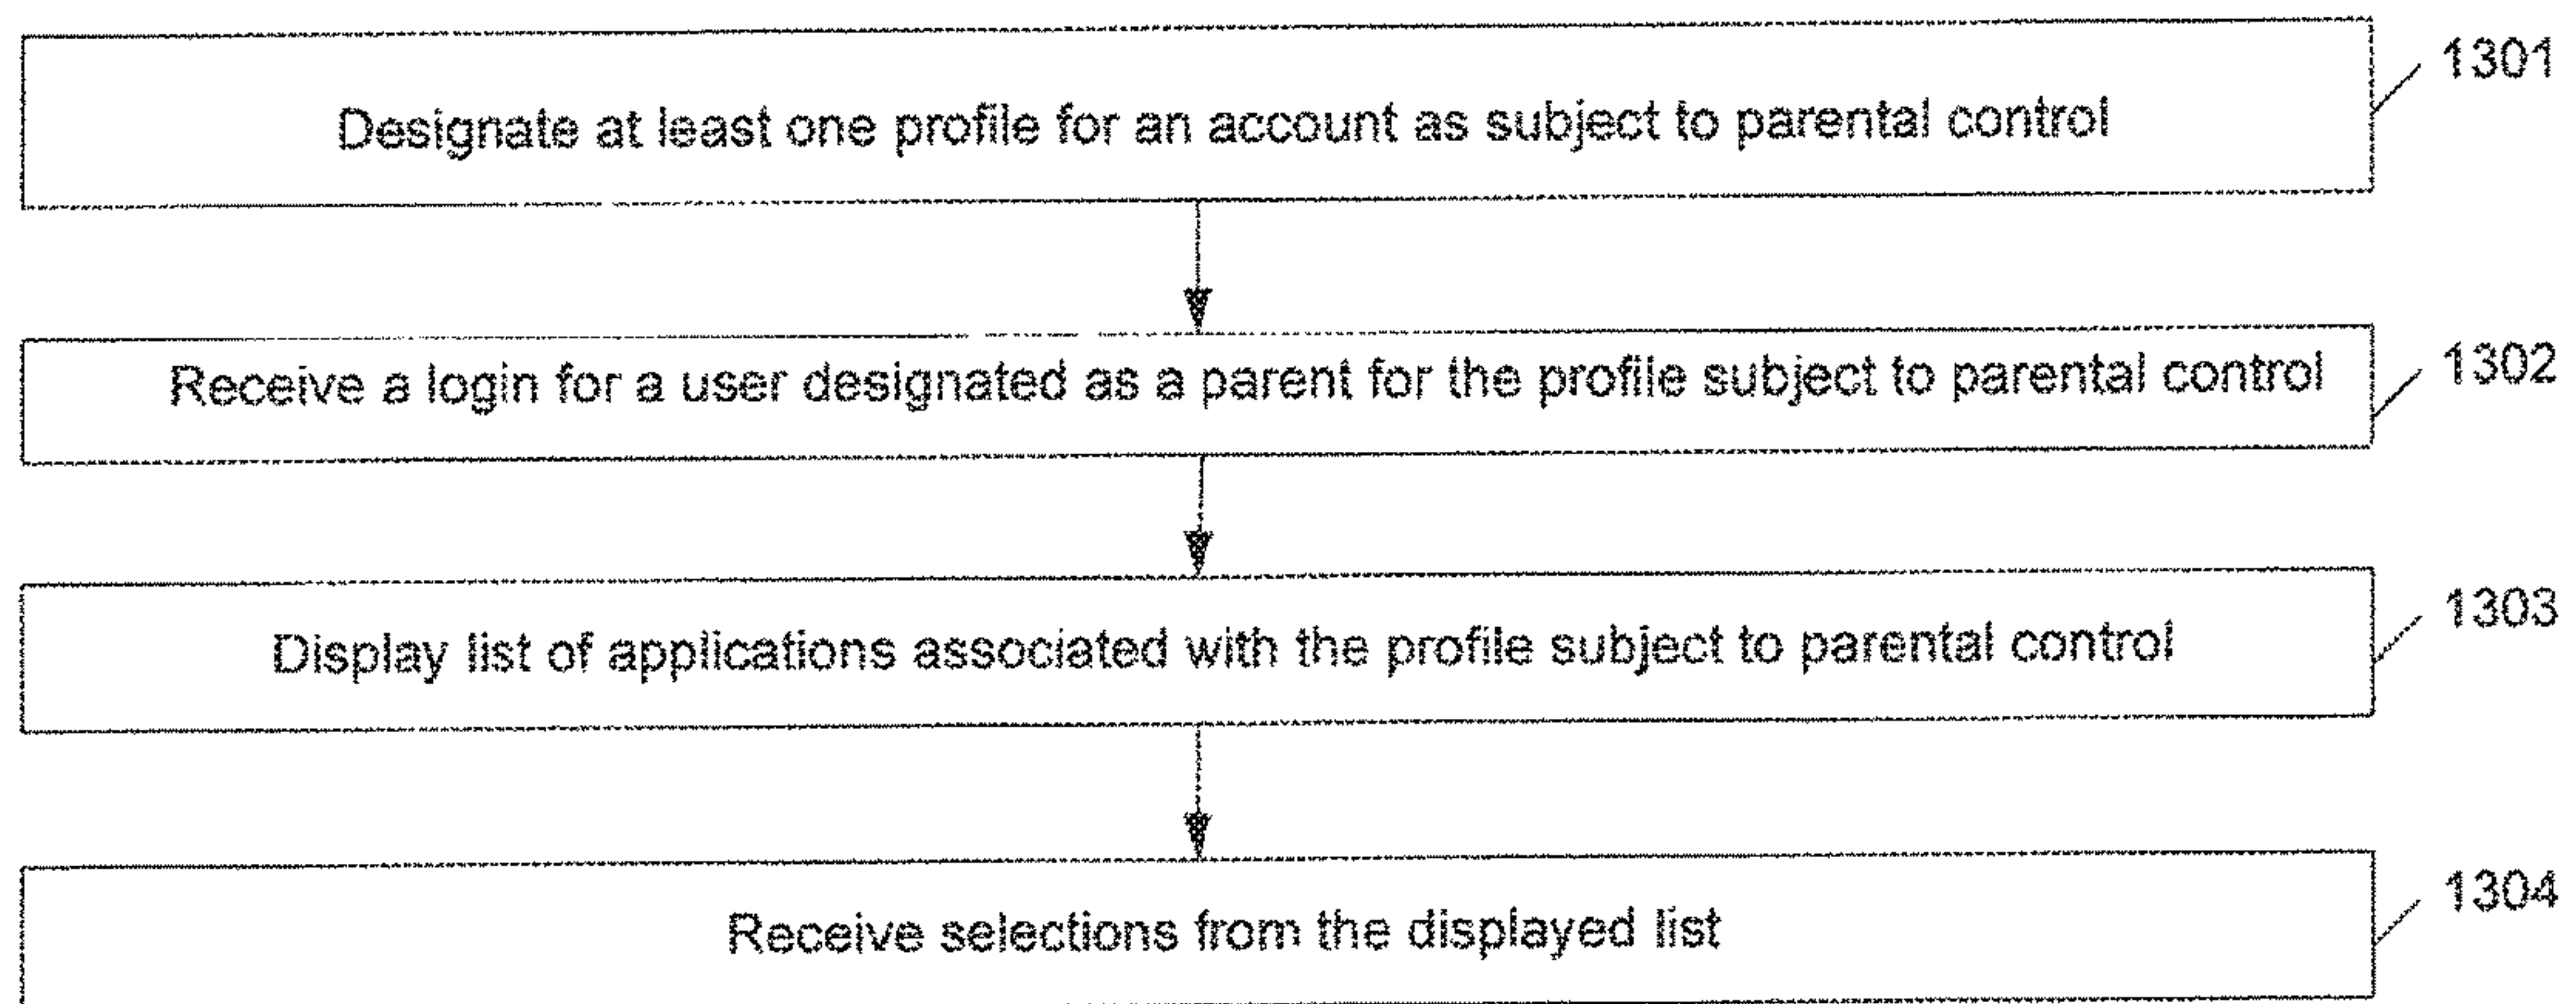 1301
Designate at least one profile for an account as subject to parental control
1302
Receive a login for a user designated as a parent for the profile subject to parental control
1303
Display list of applications associated with the profile subject to parental control
1304
Receive selections from the displayed list